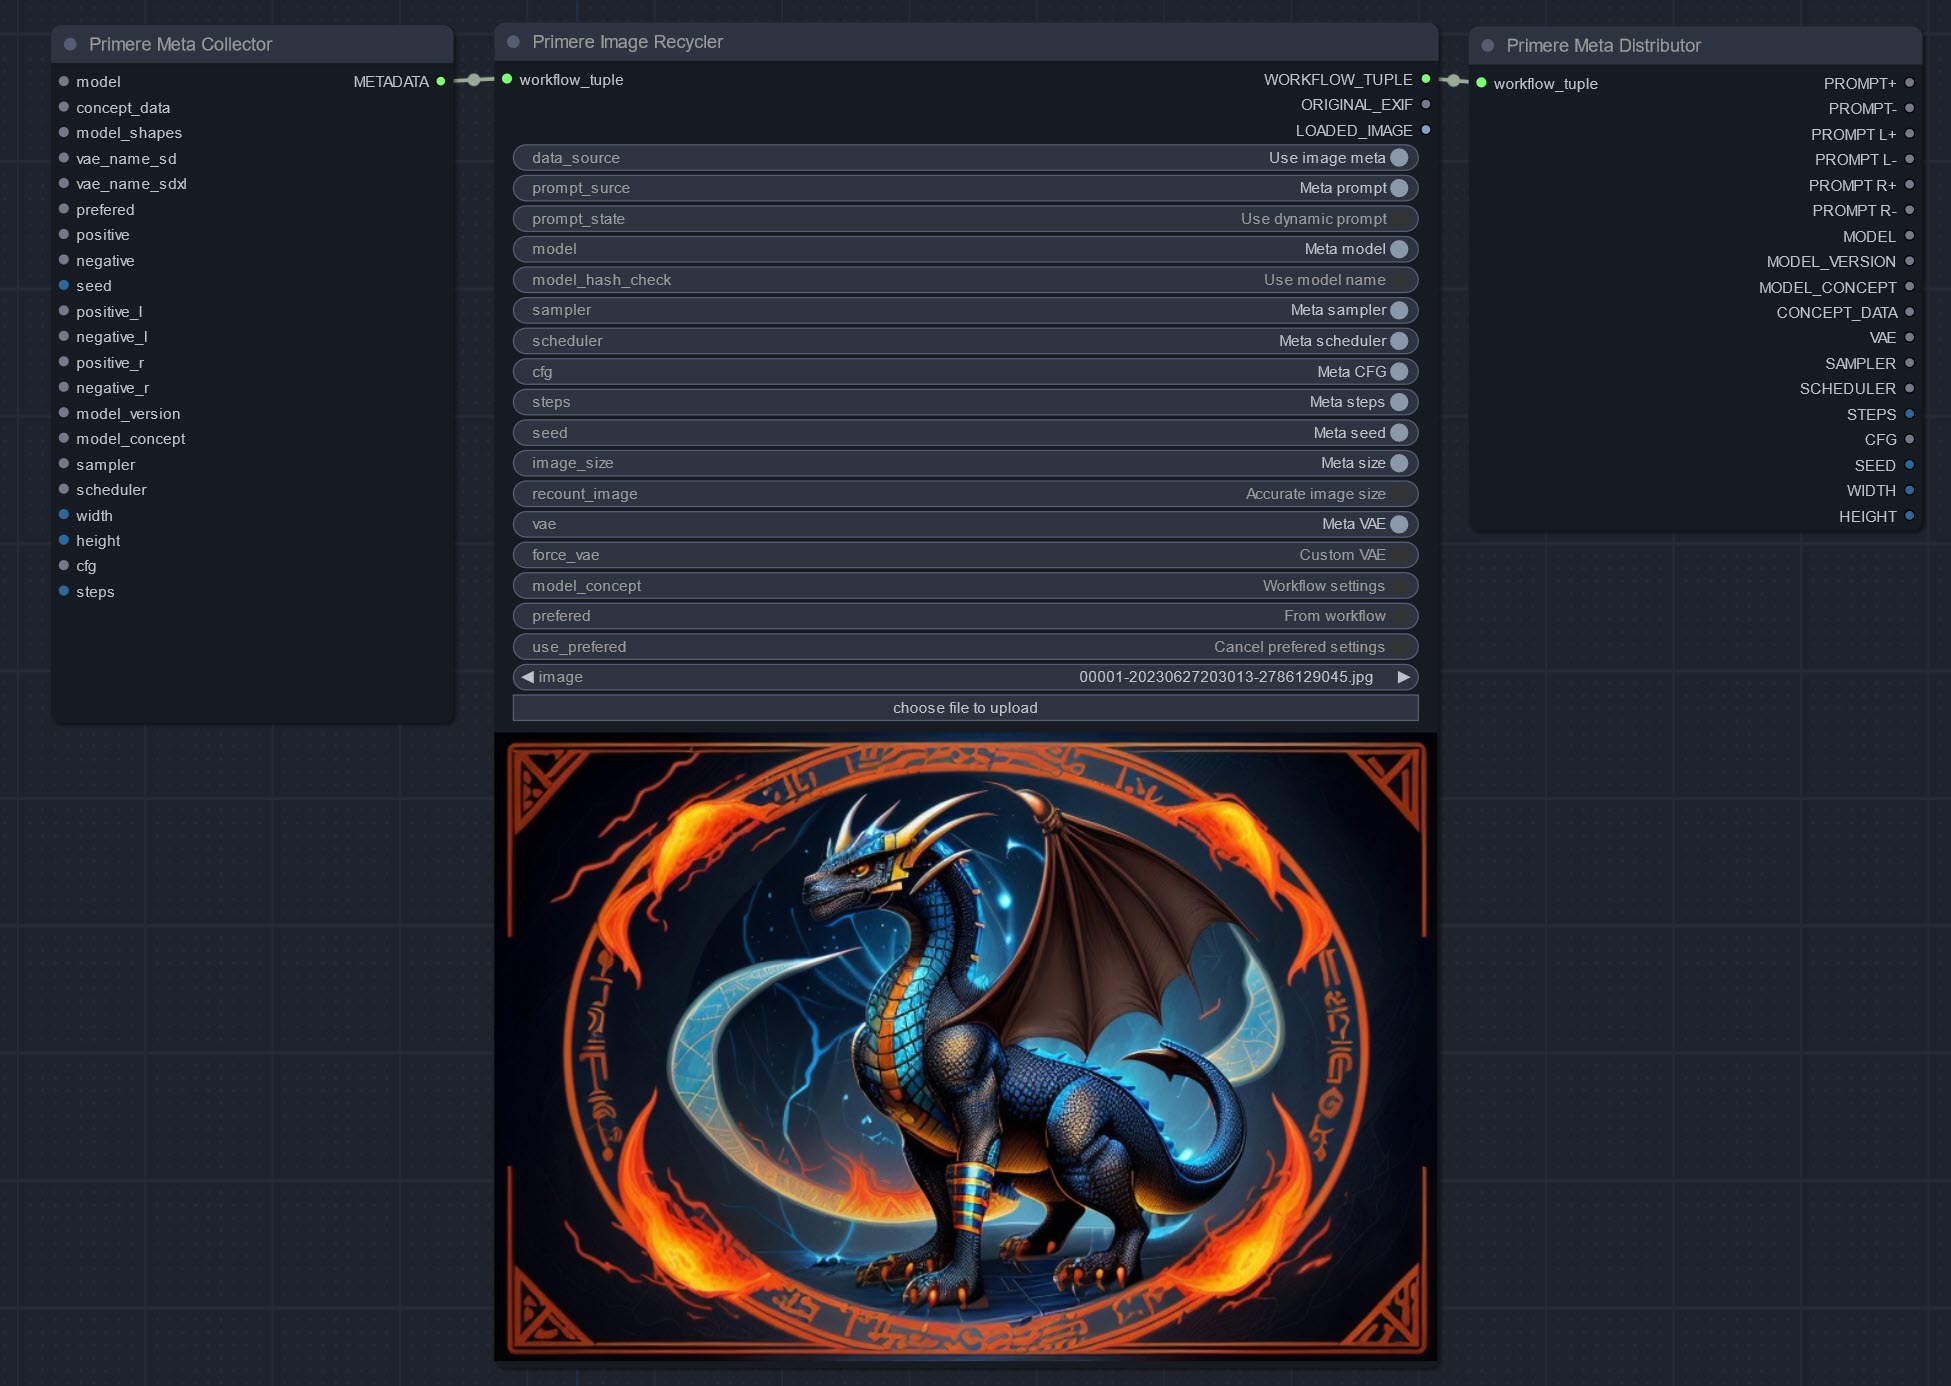 Primere Meta Collector
model METADATA
concept_data
model_shapes
vae_name_sd
vae_name_sdxl
prefered
positive
negative
seed
positive_l
negative_l
positive_r
negative_r
model_version
model_concept
sampler
scheduler
width
height
cfg
steps
Primere Image Recycler
workflow_tuple WORKFLOW_TUPLE
ORIGINAL_EXIF
LOADED_IMAGE
data_source Use image meta
prompt_surce Meta prompt
prompt_state Use dynamic prompt
model Meta model
model_hash_check Use model name
sampler Meta sampler
scheduler Meta scheduler
cfg Meta CFG
steps Meta steps
seed Meta seed
image_size Meta size
recount_image Accurate image size
vae Meta VAE
force_vae Custom VAE
model_concept Workflow settings
prefered From workflow
use_prefered Cancel prefered settings
image 00001-20230627203013-2786129045.jpg
choose file to upload
Primere Meta Distributor
workflow_tuple PROMPT+
PROMPT-
PROMPT L+
PROMPT L-
PROMPT R+
PROMPT R-
MODEL
MODEL_VERSION
MODEL_CONCEPT
CONCEPT_DATA
VAE
SAMPLER
SCHEDULER
STEPS
CFG
SEED
WIDTH
HEIGHT